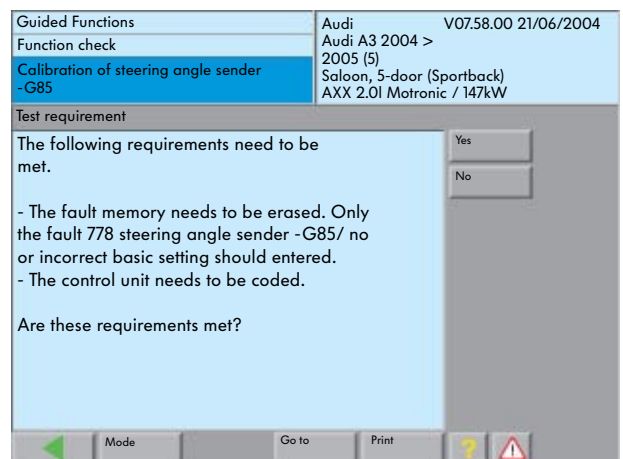 Guided Functions
Function check
Calibration of steering angle sender
-G85
Audi V07.58.00 21/06/2004
Audi A3 2004 >
2005 (5)
Saloon, 5-door (Sportback)
AXX 2.0l Motronic / 147kW
Test requirement
The following requirements need to be
met.
- The fault memory needs to be erased. Only
the fault 778 steering angle sender -G85/ no
or incorrect basic setting should entered.
- The control unit needs to be coded.
Are these requirements met?
Yes
No
Mode
Go to
Print
?
!